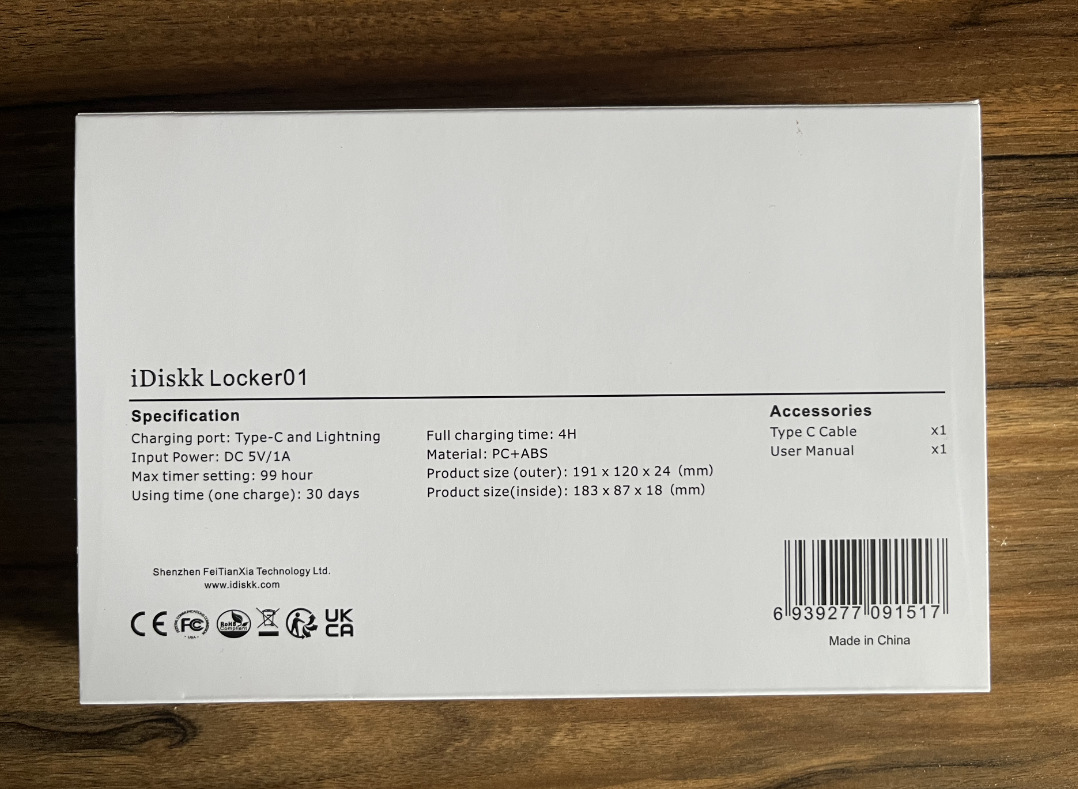 iDiskk Locker01
Specification
Charging port: Type-C and Lightning
Input Power: DC 5V/1A
Max timer setting: 99 hour
Using time (one charge): 30 days
Full charging time: 4H
Material: PC+ABS
Product size (outer): 191 x 120 x 24 (mm)
Product size(inside): 183 x 87 x 18 (mm)
Accessories
Type C Cable x1
User Manual x1
Shenzhen FeiTianXia Technology Ltd.
www.idiskk.com
CE FC RoHS Compliant UK CA
USA
6 939277 091517
Made in China